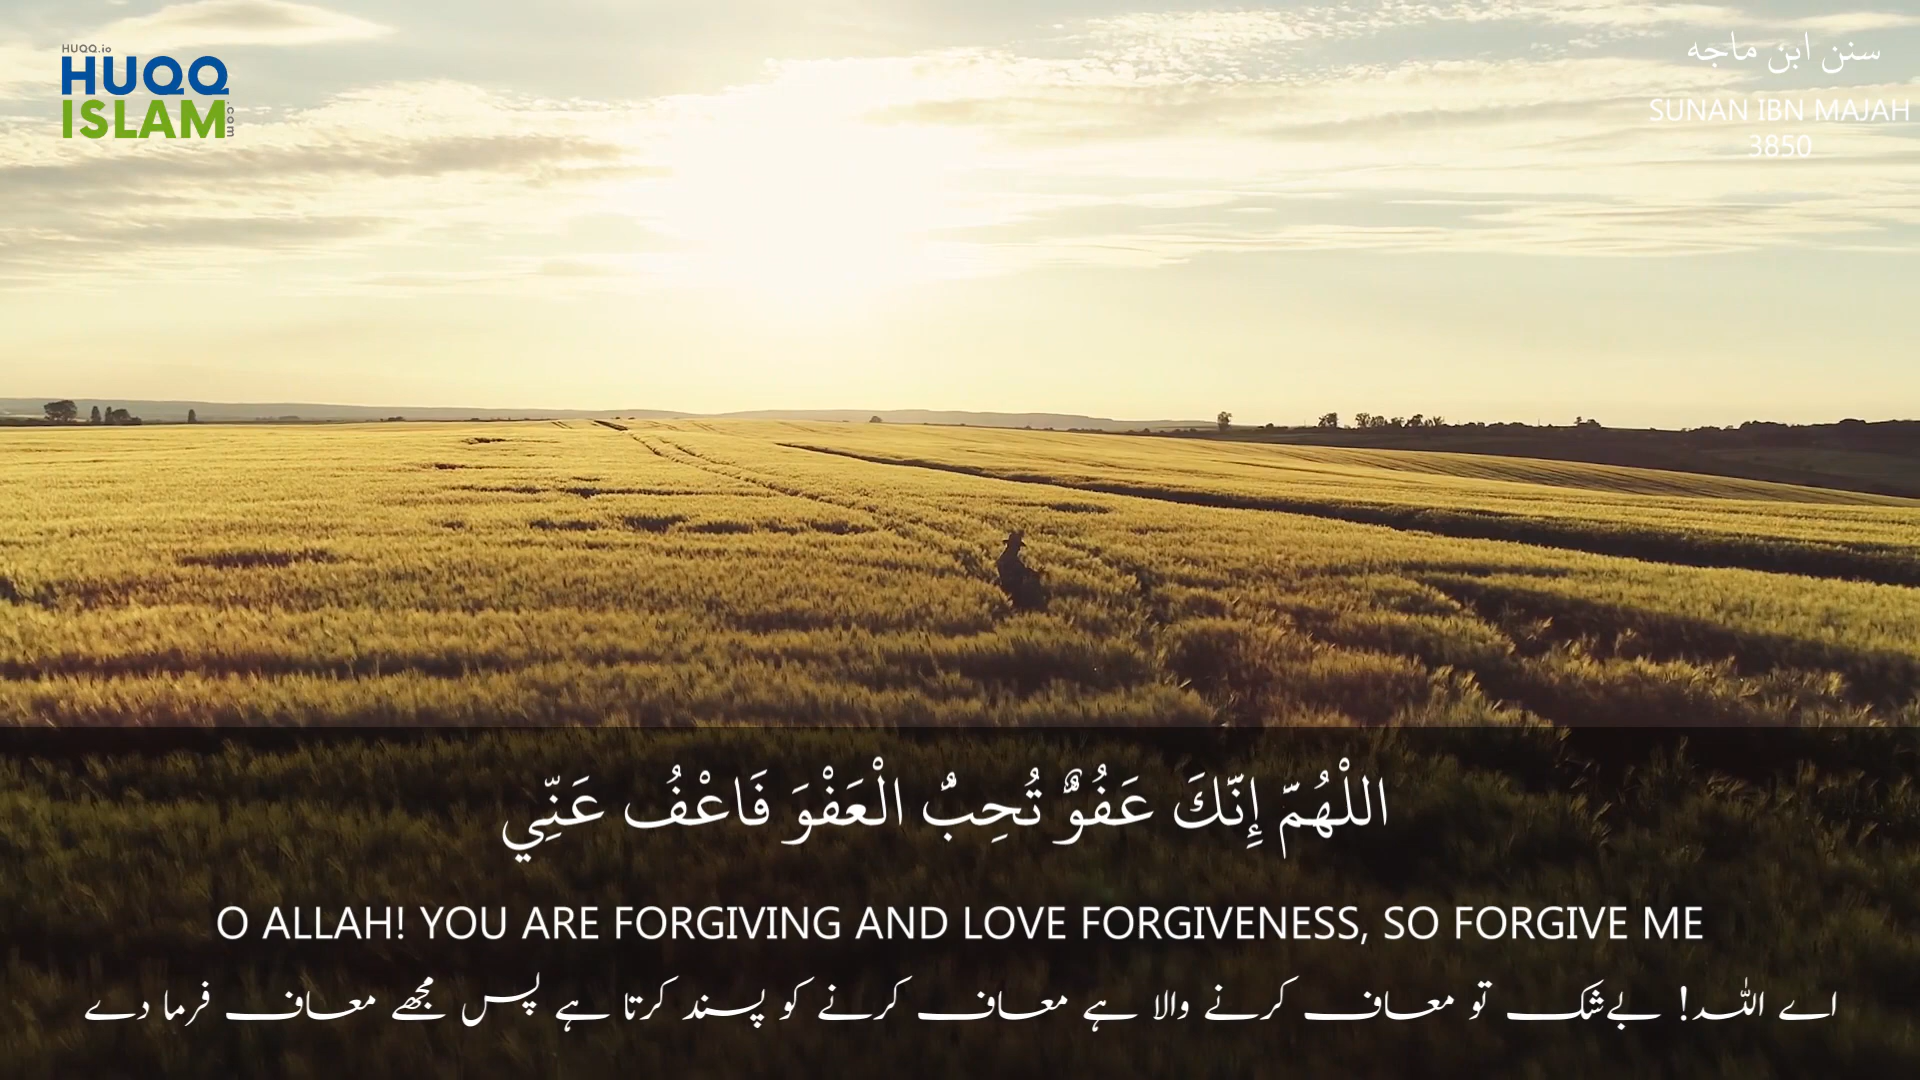 HUQQ.io
HUQQ
ISLAM
.com
سنن ابن ماجه
SUNAN IBN MAJAH
3850
اللْهُمّ إِنّكَ عَفُوٌّ تُحِبُّ الْعَفْوَ فَاعْفُ عَنِّي
O ALLAH! YOU ARE FORGIVING AND LOVE FORGIVENESS, SO FORGIVE ME
اے اللہ! بےشک تو معاف کرنے والا ہے معاف کرنے کو پسند کرتا ہے پس مجھے معاف فرما دے